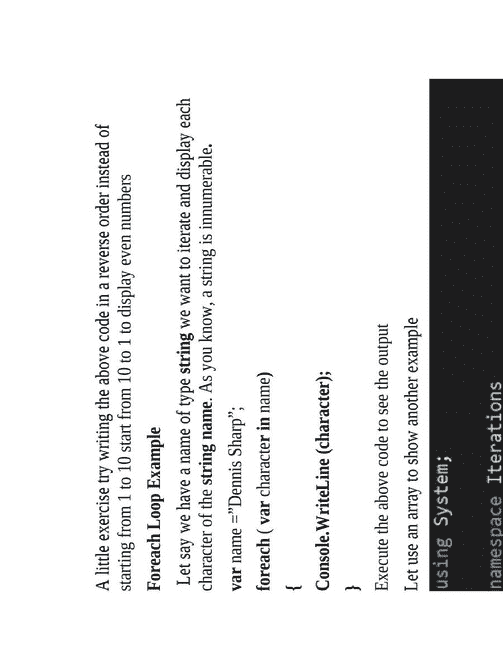 A little exercise try writing the above code in a reverse order instead of
starting from 1 to 10 start from 10 to 1 to display even numbers
Foreach Loop Example
Let say we have a name of type string we want to iterate and display each
character of the string name. As you know, a string is innumerable.
var name =”Dennis Sharp”;
foreach ( var character in name)
{
Console.WriteLine (character);
}
Execute the above code to see the output
Let use an array to show another example
using System;
namespace Iterations